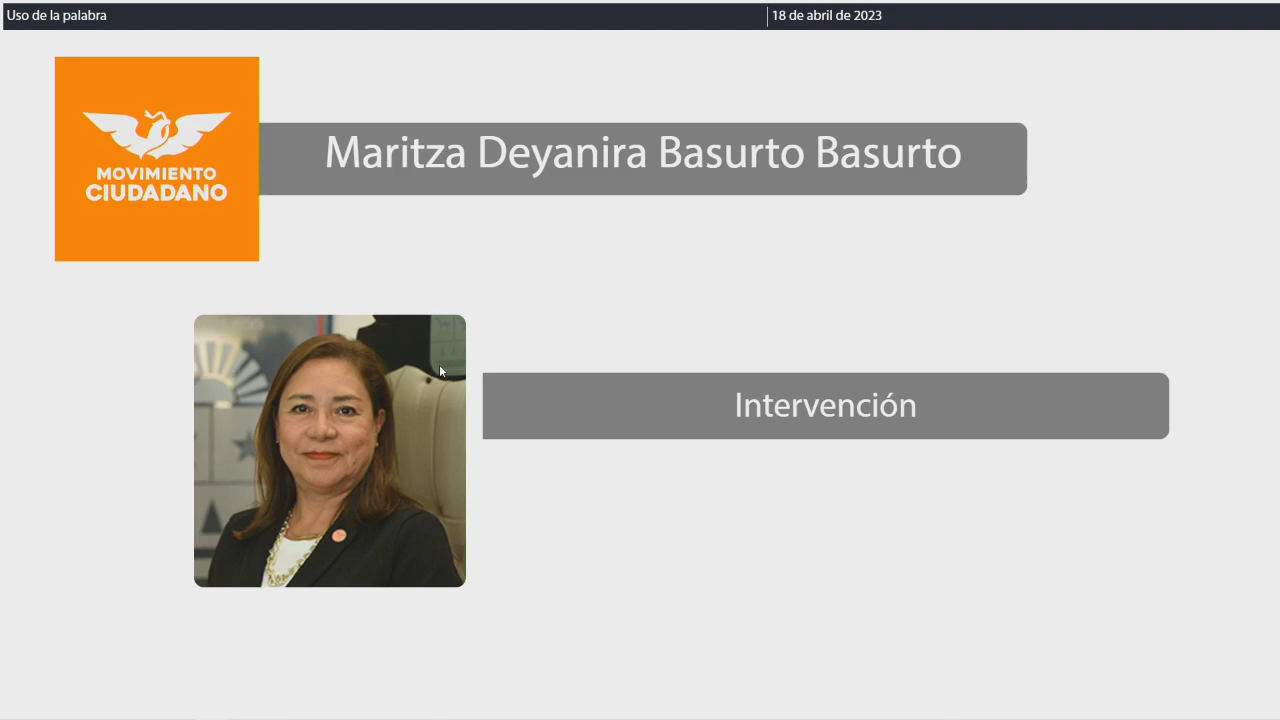 Uso de la palabra
18 de abril de 2023
MOVIMIENTO
CIUDADANO
Maritza Deyanira Basurto Basurto
Intervención